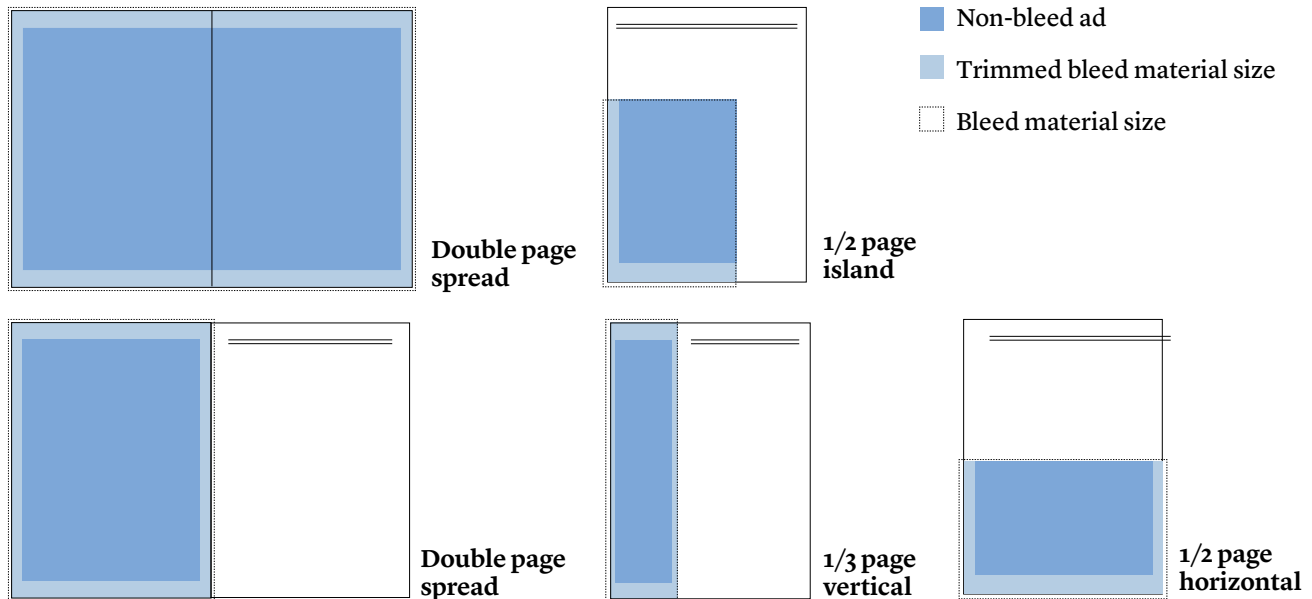 Non-bleed ad
Trimmed bleed material size
Bleed material size
Double page
spread
1/2 page
island
Double page
spread
1/3 page
vertical
1/2 page
horizontal